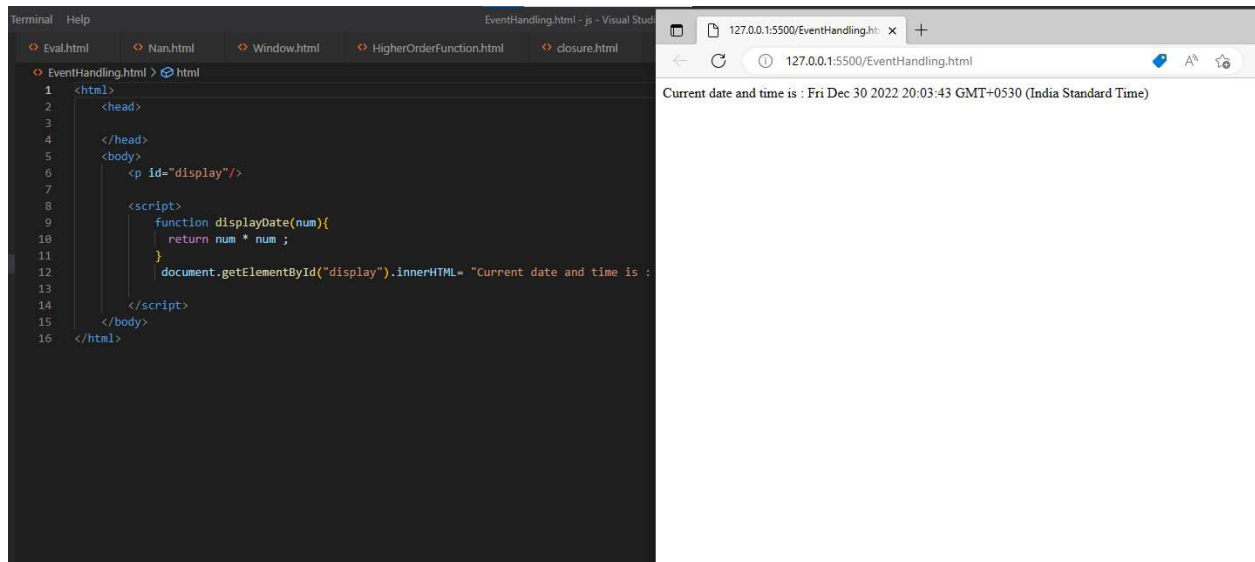 Terminal Help EventHandling.html - js - Visual Studi
Eval.html Nan.html Window.html HigherOrderFunction.html closure.html
EventHandling.html > html
1 <html>
2 <head>
3
4 </head>
5 <body>
6 <p id="display"/>
7
8 <script>
9 function displayDate(num){
10 return num * num ;
11 }
12 document.getElementById("display").innerHTML= "Current date and time is :
13
14 </script>
15 </body>
16 </html>
127.0.0.1:5500/EventHandling.ht
127.0.0.1:5500/EventHandling.html
Current date and time is : Fri Dec 30 2022 20:03:43 GMT+0530 (India Standard Time)